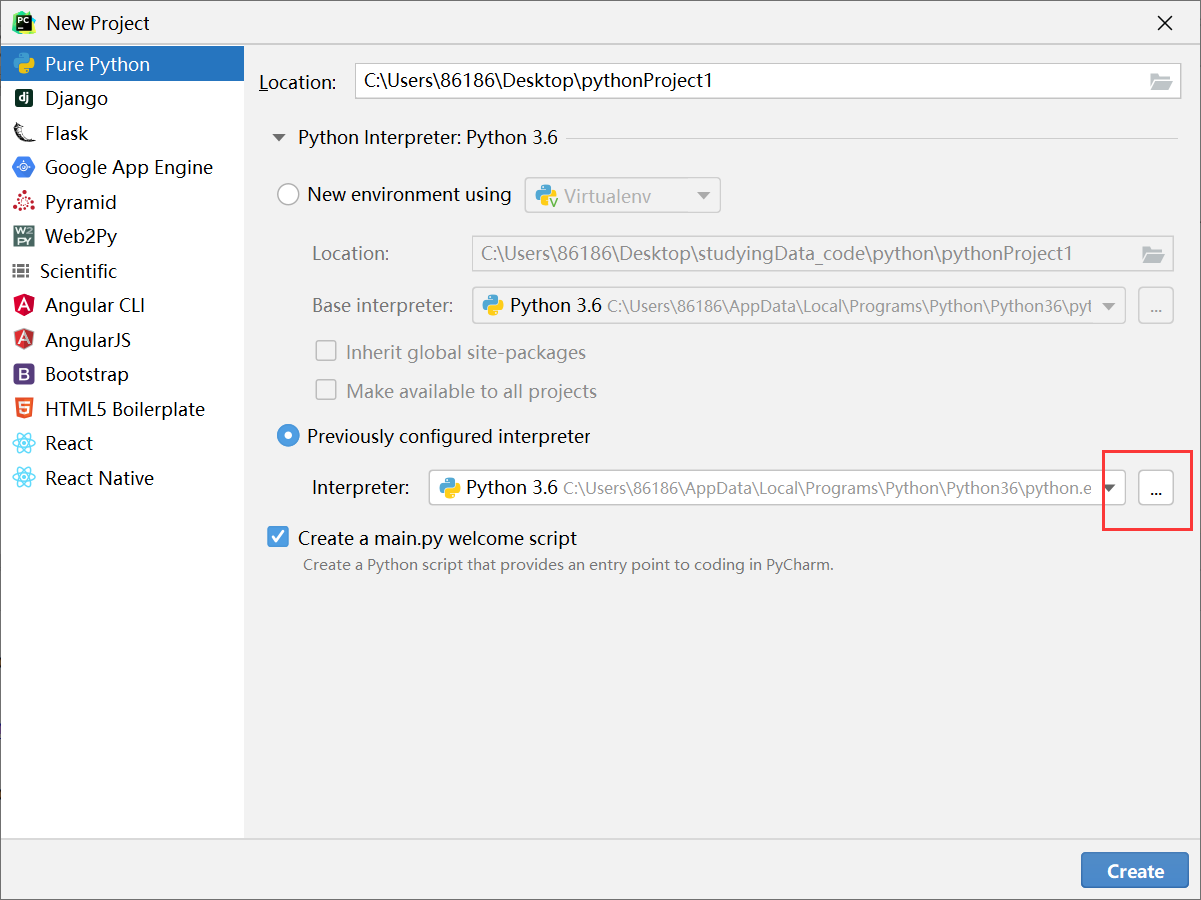 New Project
Pure Python
Django
Flask
Google App Engine
Pyramid
Web2Py
Scientific
Angular CLI
AngularJS
Bootstrap
HTML5 Boilerplate
React
React Native
Location: C:\Users\86186\Desktop\pythonProject1
Python Interpreter: Python 3.6
New environment using Virtualenv
Location: C:\Users\86186\Desktop\studyingData_code\python\pythonProject1
Base interpreter: Python 3.6 C:\Users\86186\AppData\Local\Programs\Python\Python36\pyt ...
Inherit global site-packages
Make available to all projects
Previously configured interpreter
Interpreter: Python 3.6 C:\Users\86186\AppData\Local\Programs\Python\Python36\python.e ...
Create a main.py welcome script
Create a Python script that provides an entry point to coding in PyCharm.
Create